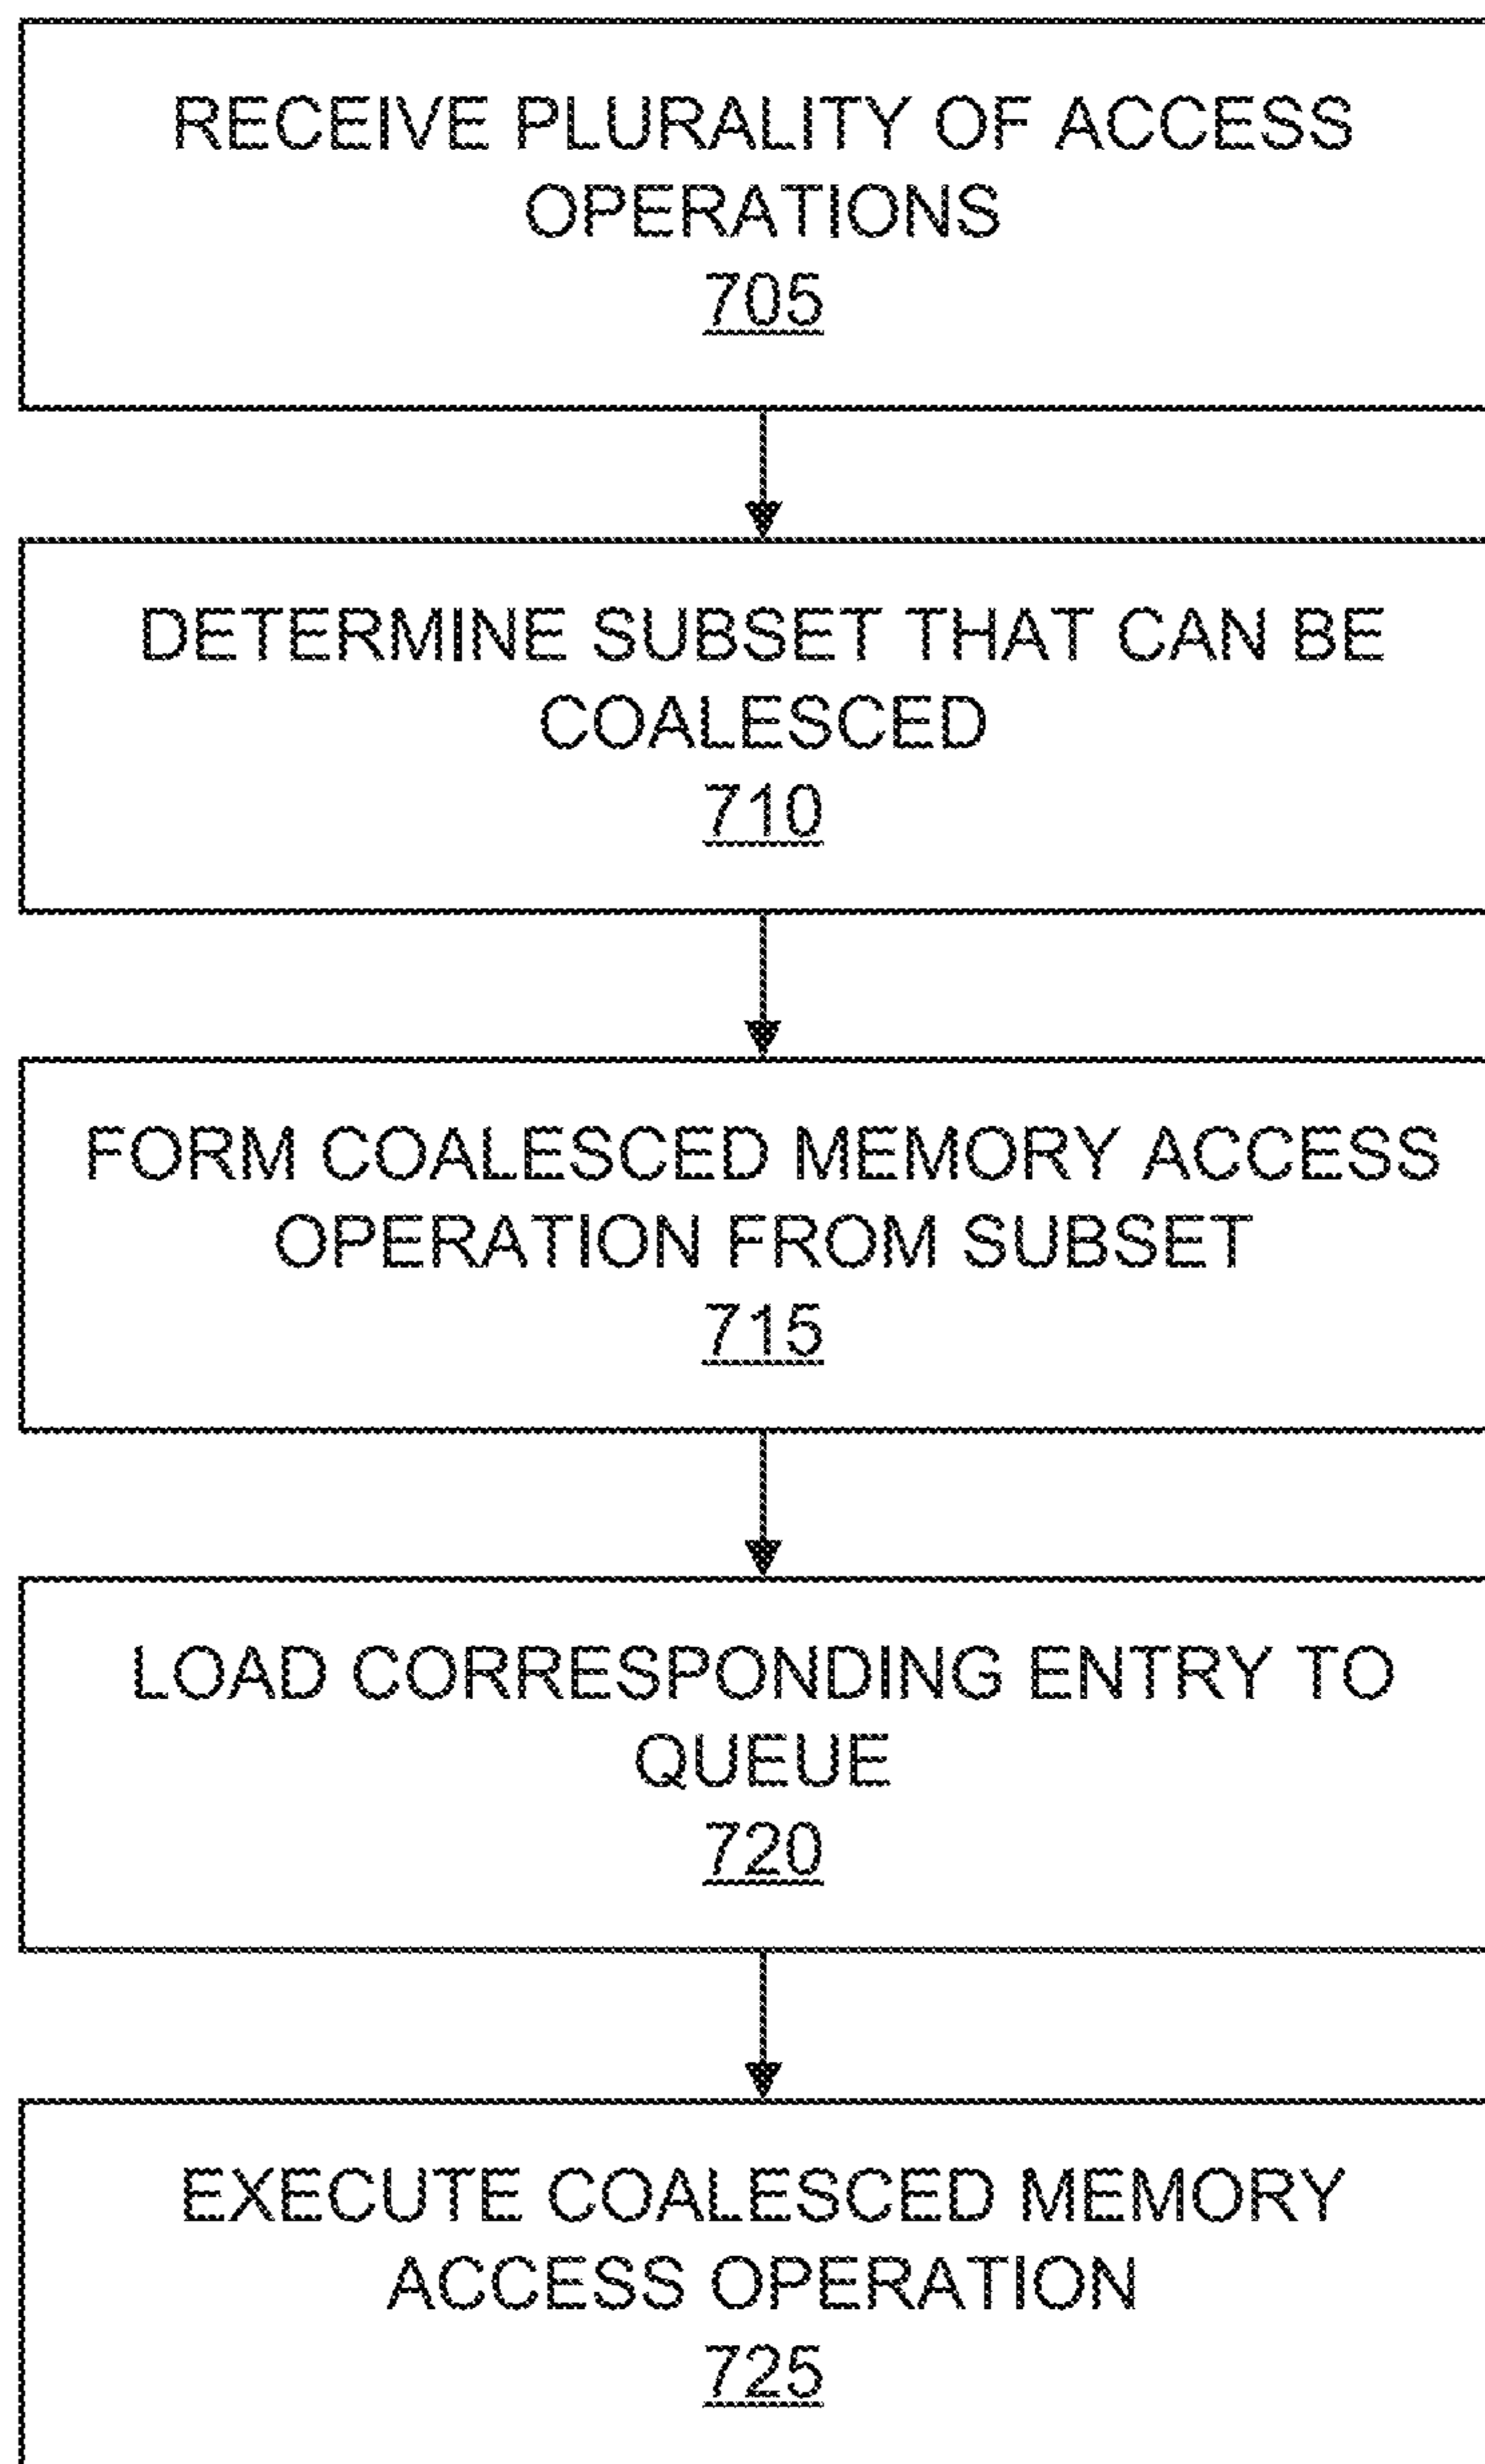 RECEIVE PLURALITY OF ACCESS
OPERATIONS
705
DETERMINE SUBSET THAT CAN BE
COALESCED
710
FORM COALESCED MEMORY ACCESS
OPERATION FROM SUBSET
715
LOAD CORRESPONDING ENTRY TO
QUEUE
720
EXECUTE COALESCED MEMORY
ACCESS OPERATION
725